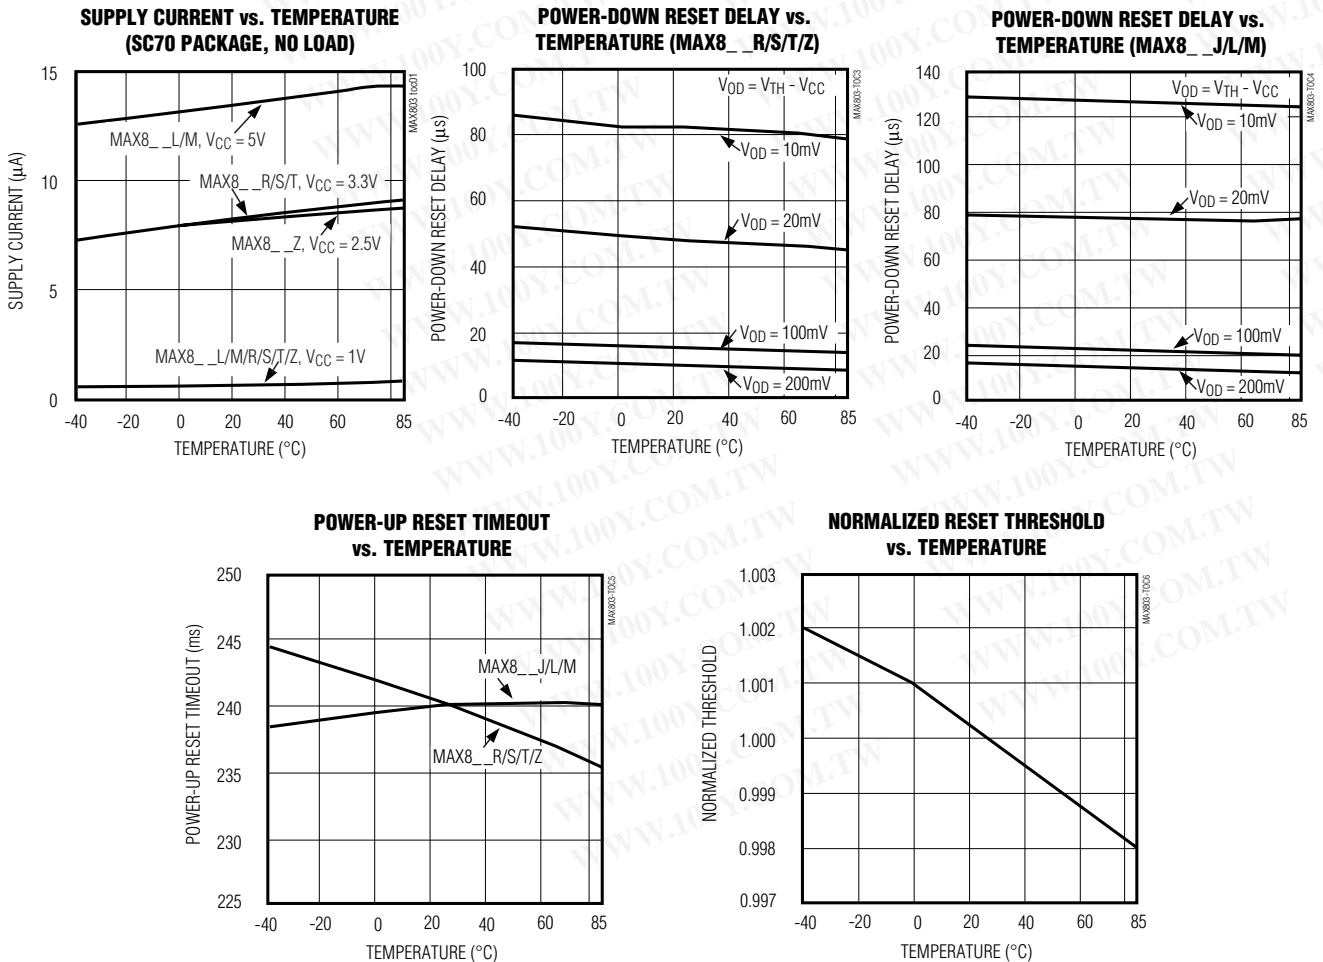 SUPPLY CURRENT vs. TEMPERATURE
(SC70 PACKAGE, NO LOAD)
MAX803 toc01
SUPPLY CURRENT (µA)
15
10
5
0
MAX8_ _L/M, VCC = 5V
MAX8_ _R/S/T, VCC = 3.3V
MAX8_ _Z, VCC = 2.5V
MAX8_ _L/M/R/S/T/Z, VCC = 1V
-40 -20 0 20 40 60 85
TEMPERATURE (°C)
POWER-DOWN RESET DELAY vs.
TEMPERATURE (MAX8_ _R/S/T/Z)
MAX803-TOC3
POWER-DOWN RESET DELAY (µs)
100
80
60
40
20
0
VOD = VTH - VCC
VOD = 10mV
VOD = 20mV
VOD = 100mV
VOD = 200mV
-40 -20 0 20 40 60 85
TEMPERATURE (°C)
POWER-DOWN RESET DELAY vs.
TEMPERATURE (MAX8_ _J/L/M)
MAX803-TOC4
POWER-DOWN RESET DELAY (µs)
140
120
100
80
60
40
20
0
VOD = VTH - VCC
VOD = 10mV
VOD = 20mV
VOD = 100mV
VOD = 200mV
-40 -20 0 20 40 60 85
TEMPERATURE (°C)
POWER-UP RESET TIMEOUT
vs. TEMPERATURE
MAX803-TOC5
POWER-UP RESET TIMEOUT (ms)
250
245
240
235
230
225
MAX8_ _J/L/M
MAX8_ _R/S/T/Z
-40 -20 0 20 40 60 85
TEMPERATURE (°C)
NORMALIZED RESET THRESHOLD
vs. TEMPERATURE
MAX803-TOC6
NORMALIZED THRESHOLD
1.003
1.002
1.001
1.000
0.999
0.998
0.997
-40 -20 0 20 40 60 85
TEMPERATURE (°C)
WWW.100Y.COM.TW